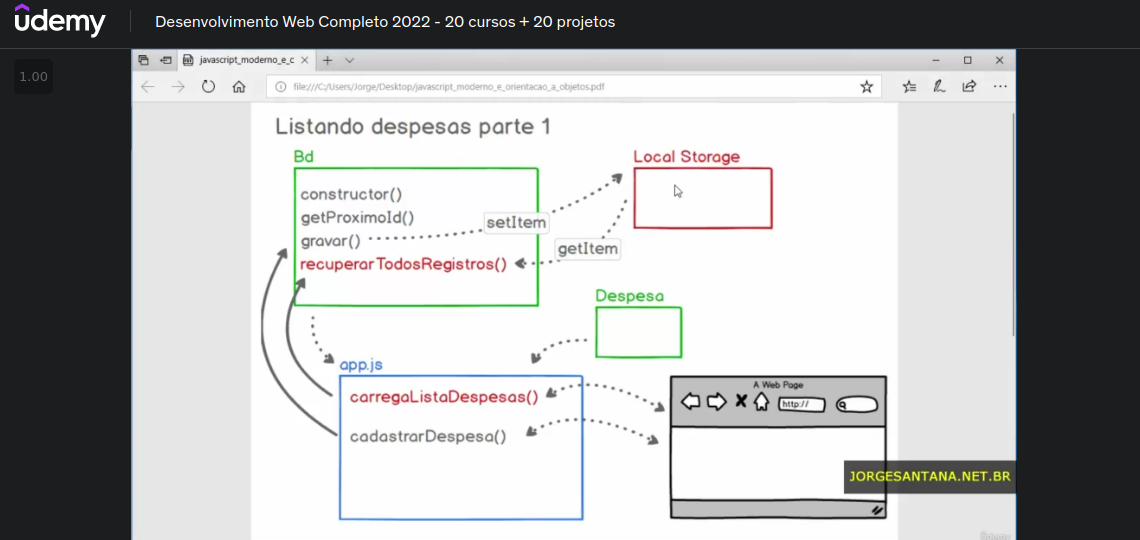 ûdemy
Desenvolvimento Web Completo 2022 - 20 cursos + 20 projetos
1.00
javascript_moderno_e_c
file:///C:/Users/Jorge/Desktop/javascript_moderno_e_orientacao_a_objetos.pdf
Listando despesas parte 1
Bd
Local Storage
constructor()
getProximoId()
setItem
gravar()
getItem
recuperarTodosRegistros()
Despesa
app.js
A Web Page
carregaListaDespesas()
http://
cadastrarDespesa()
JORGESANTANA.NET.BR
Udemy